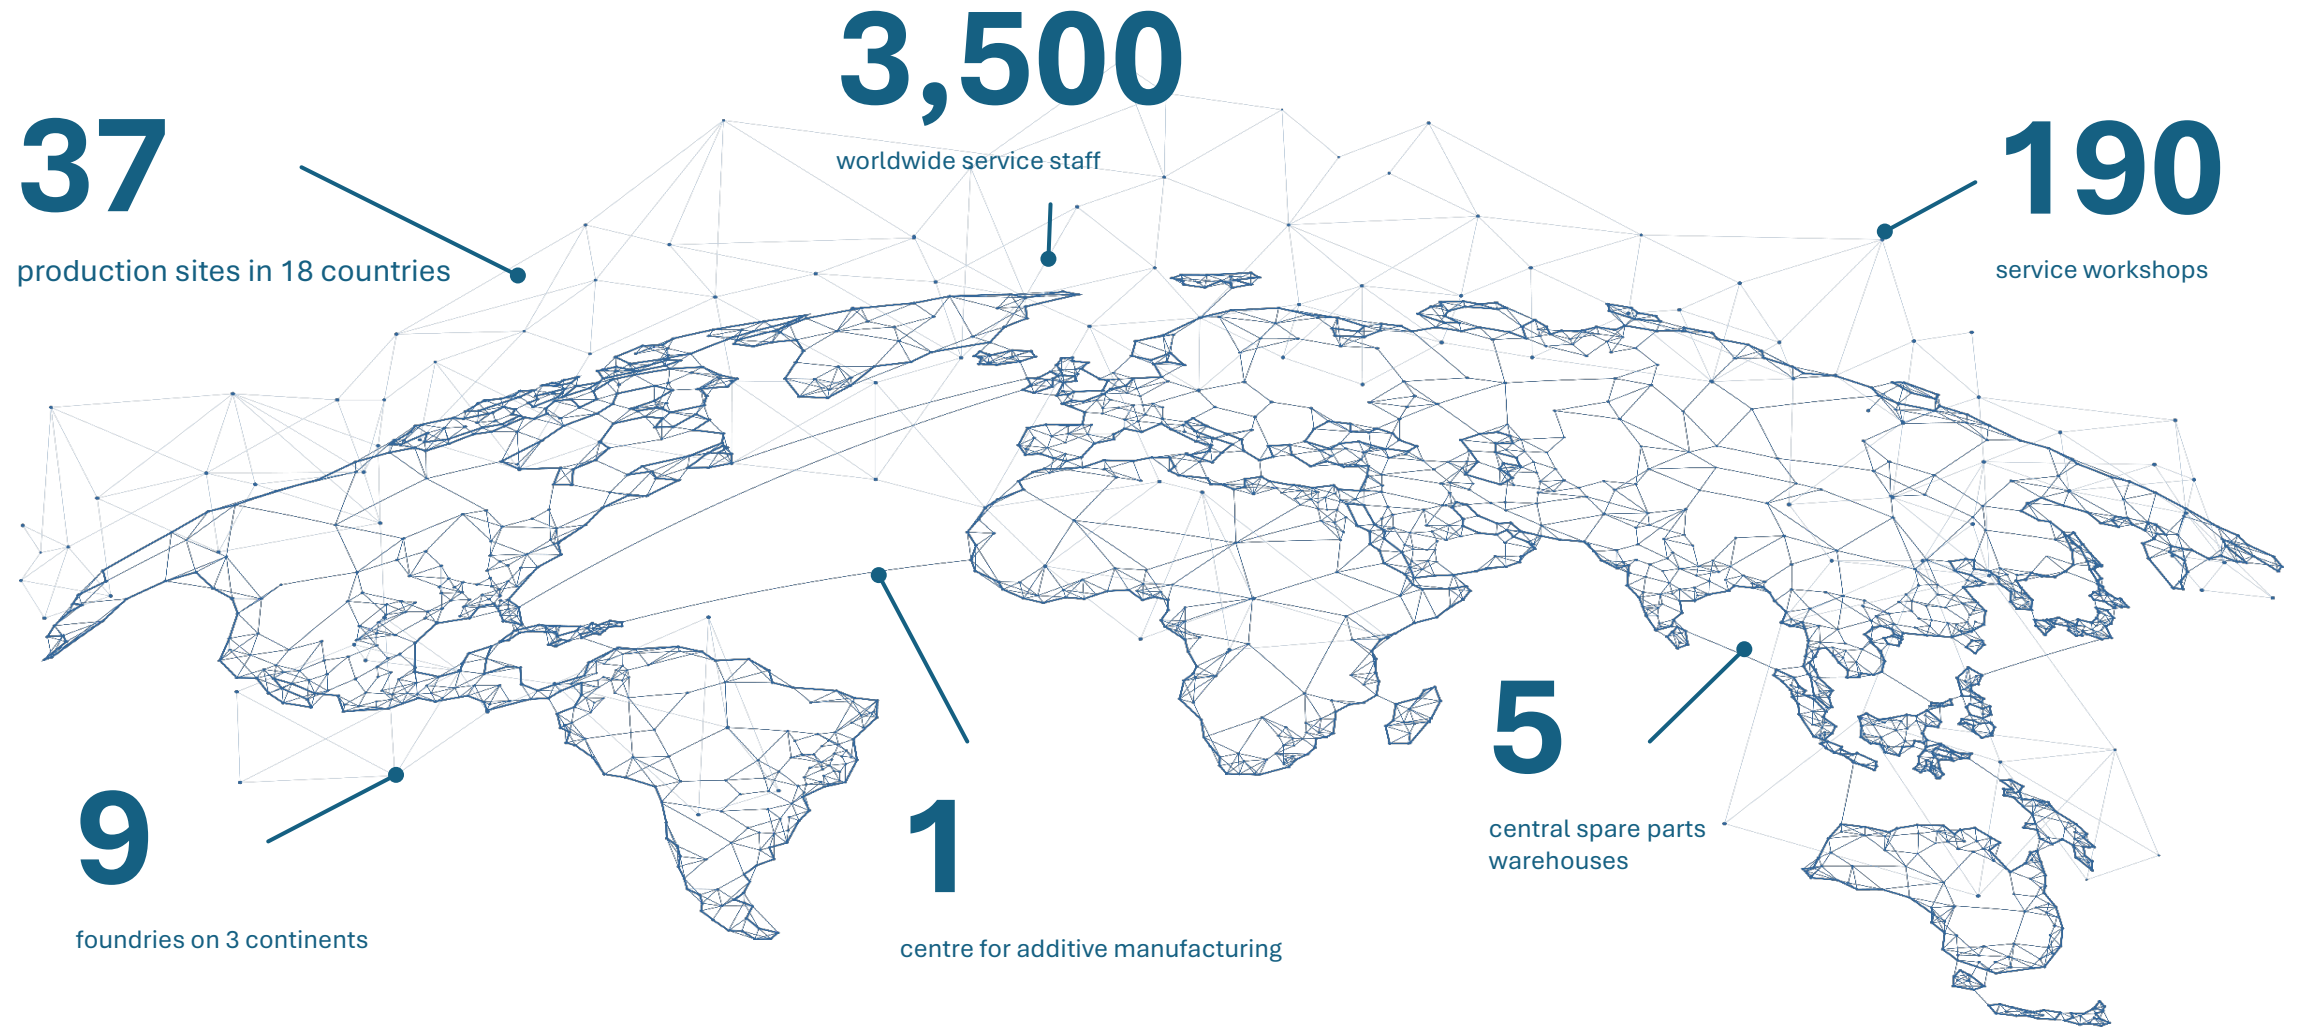 3,500
worldwide service staff
37
production sites in 18 countries
190
service workshops
9
foundries on 3 continents
1
centre for additive manufacturing
5
central spare parts
warehouses